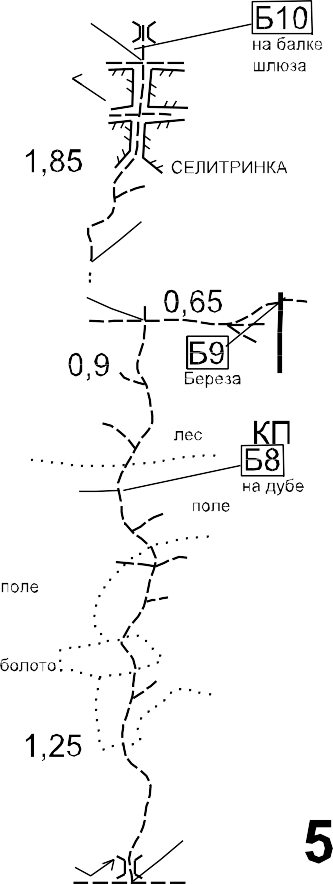 Б10
на балке
шлюза
1,85
СЕЛИТРИНКА
0,65
0,9
Б9
Береза
лес
КП
Б8
на дубе
поле
поле
болото
1,25
5